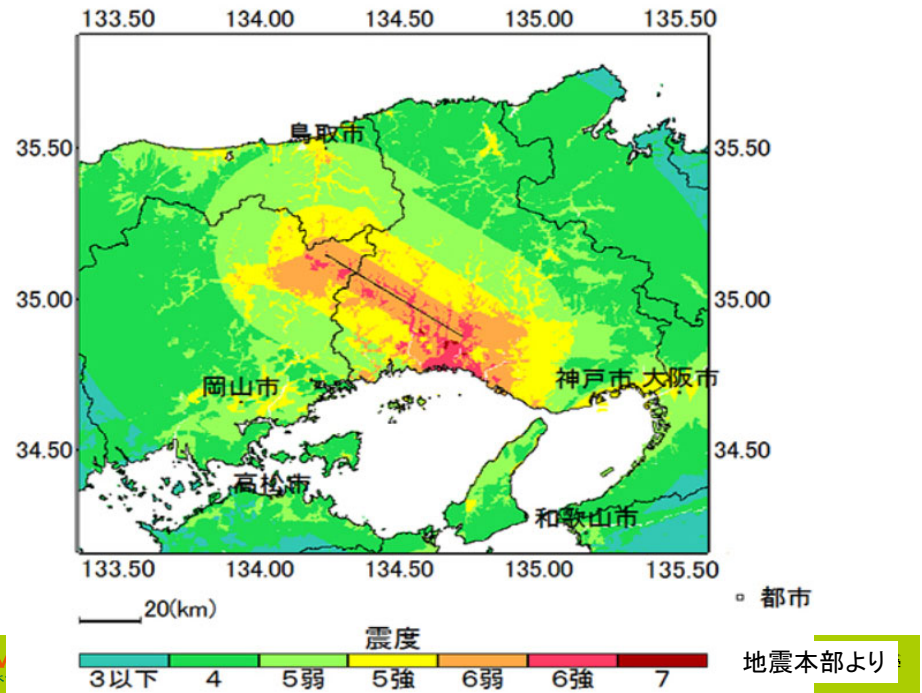 133.50 134.00 134.50 135.00 135.50
鳥取市
35.50 35.50
35.00 35.00
岡山市 神戸市 大阪市
34.50 34.50
高松市
和歌山市
133.50 134.00 134.50 135.00 135.50
20(km)
都市
震度
3以下 4 5弱 5強 6弱 6強 7
地震本部より